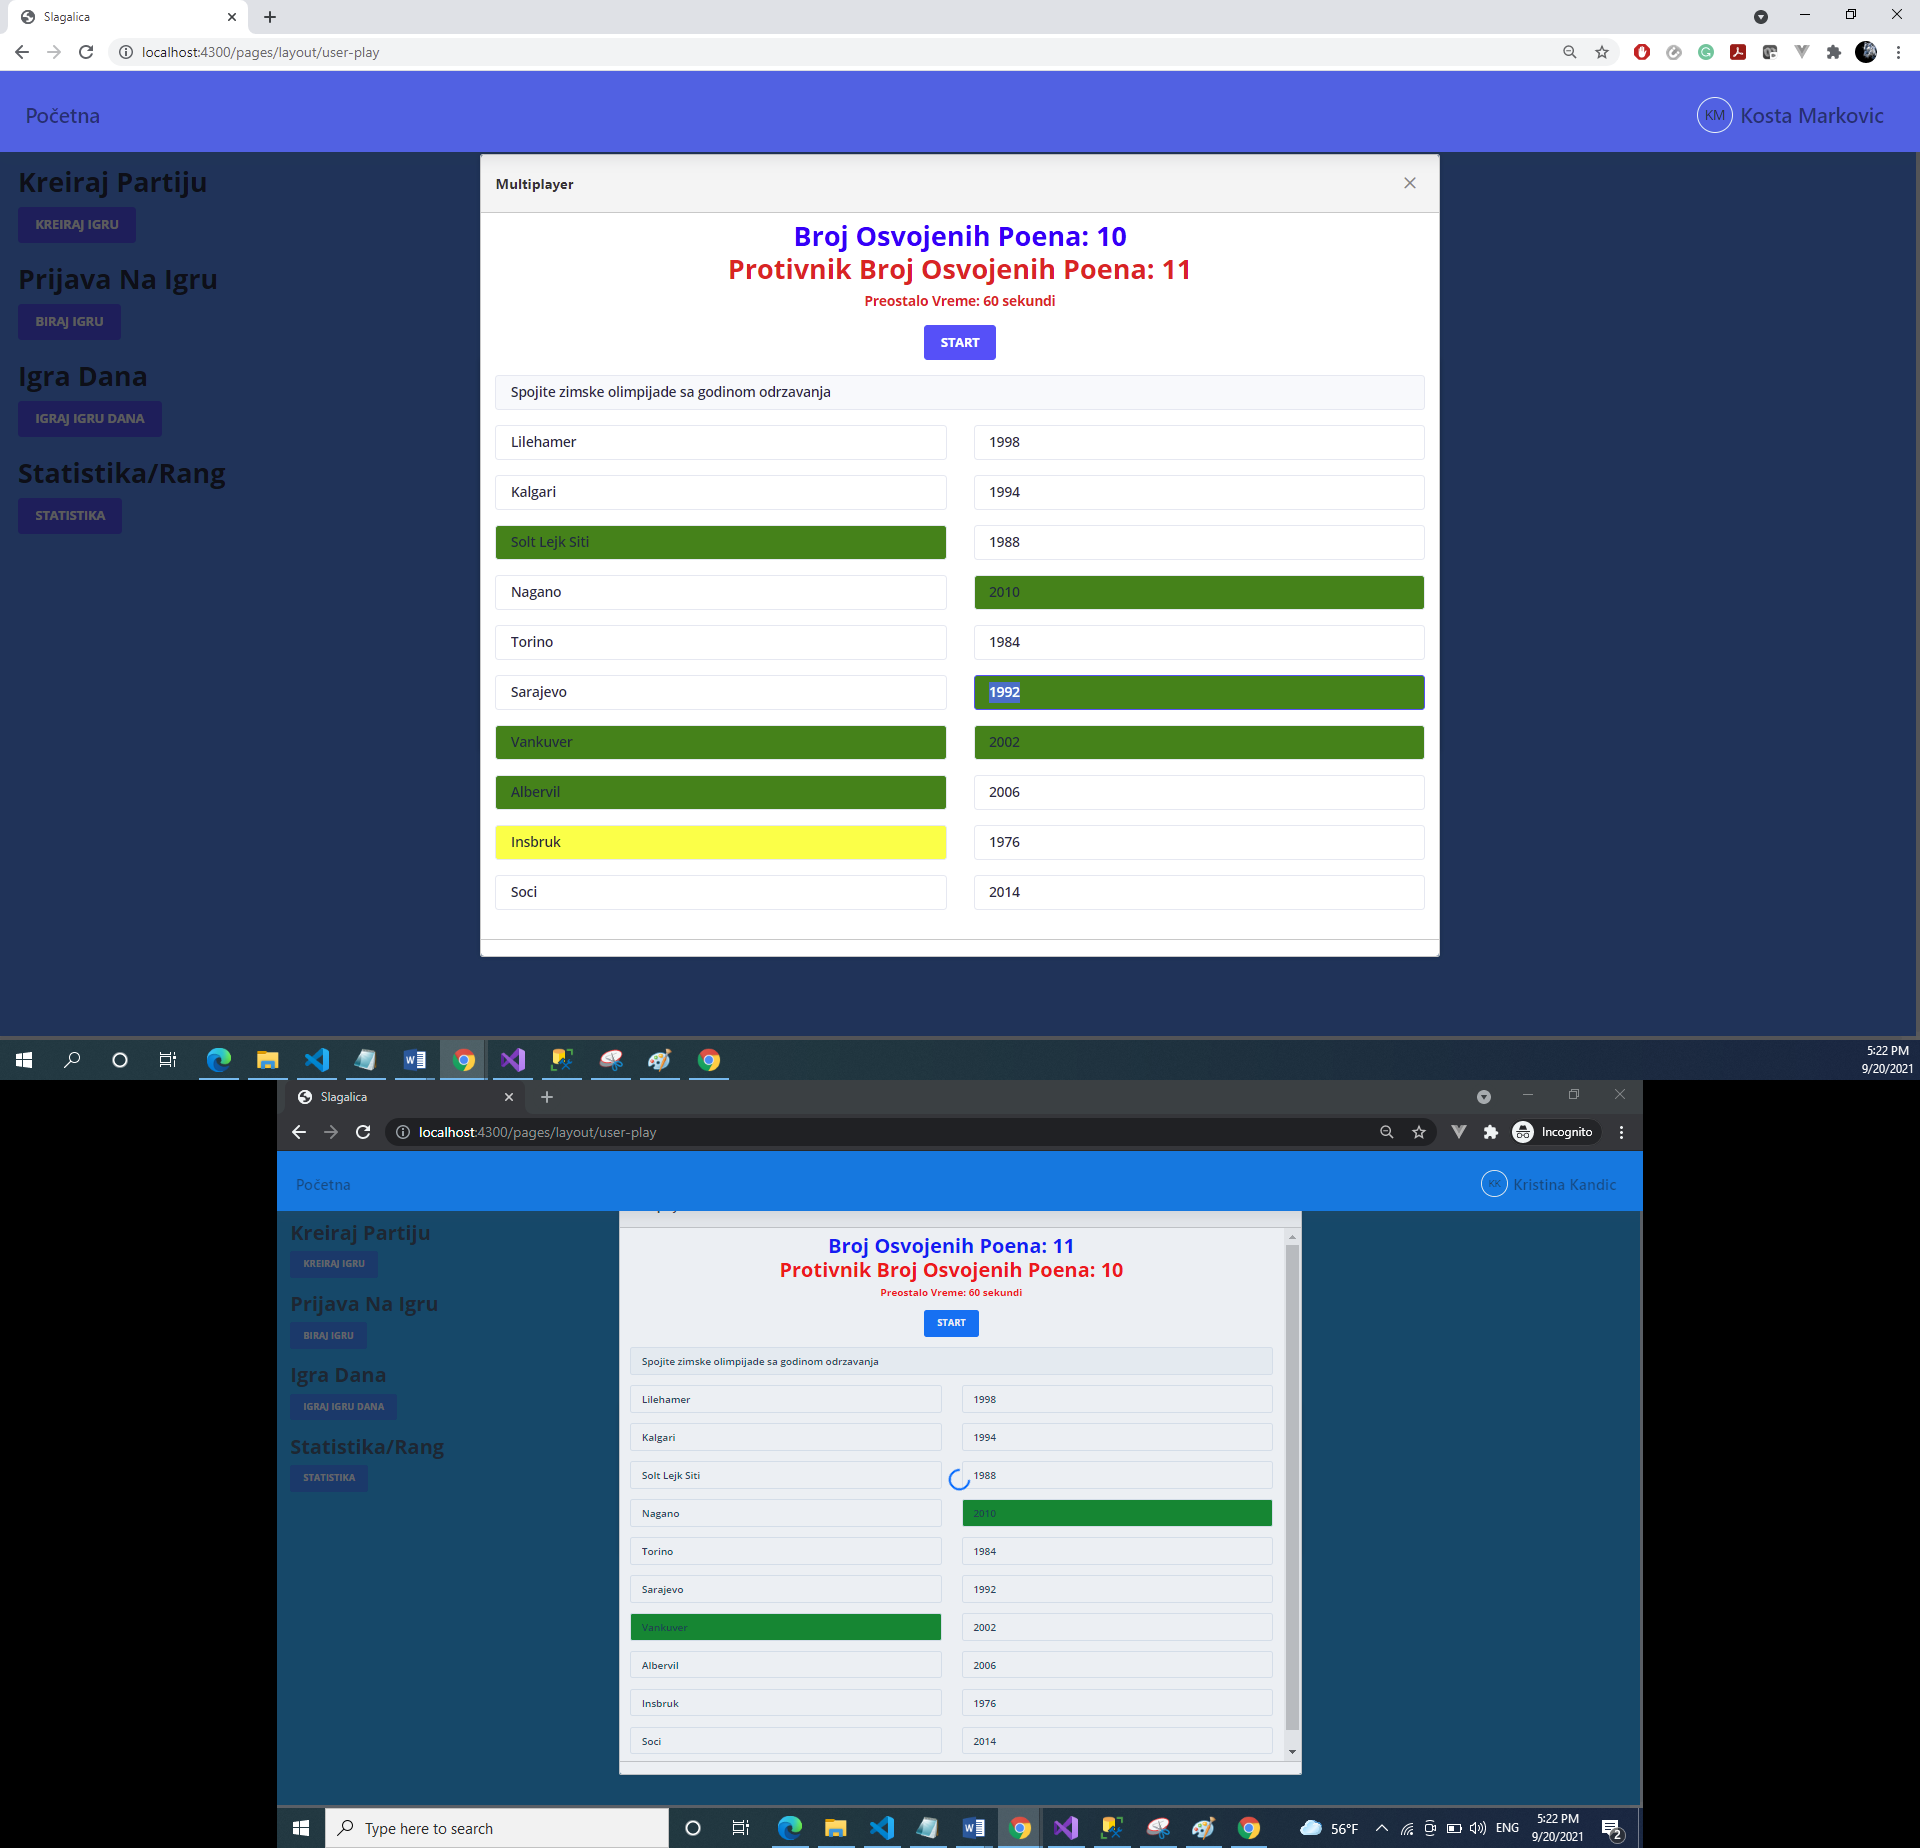 Slagalica
localhost:4300/pages/layout/user-play
Početna
KM Kosta Markovic
Kreiraj Partiju
KREIRAJ IGRU
Prijava Na Igru
BIRAJ IGRU
Igra Dana
IGRAJ IGRU DANA
Statistika/Rang
STATISTIKA
Multiplayer
Broj Osvojenih Poena: 10
Protivnik Broj Osvojenih Poena: 11
Preostalo Vreme: 60 sekundi
START
Spojite zimske olimpijade sa godinom odrzavanja
Lilehamer 1998
Kalgari 1994
Solt Lejk Siti 1988
Nagano 2010
Torino 1984
Sarajevo 1992
Vankuver 2002
Albervil 2006
Insbruk 1976
Soci 2014
5:22 PM
9/20/2021
Slagalica
localhost:4300/pages/layout/user-play
Incognito
Početna
KK Kristina Kandic
Kreiraj Partiju
KREIRAJ IGRU
Prijava Na Igru
BIRAJ IGRU
Igra Dana
IGRAJ IGRU DANA
Statistika/Rang
STATISTIKA
Broj Osvojenih Poena: 11
Protivnik Broj Osvojenih Poena: 10
Preostalo Vreme: 60 sekundi
START
Spojite zimske olimpijade sa godinom odrzavanja
Lilehamer 1998
Kalgari 1994
Solt Lejk Siti 1988
Nagano 2010
Torino 1984
Sarajevo 1992
Vankuver 2002
Albervil 2006
Insbruk 1976
Soci 2014
Type here to search
56°F
ENG
5:22 PM
9/20/2021
2